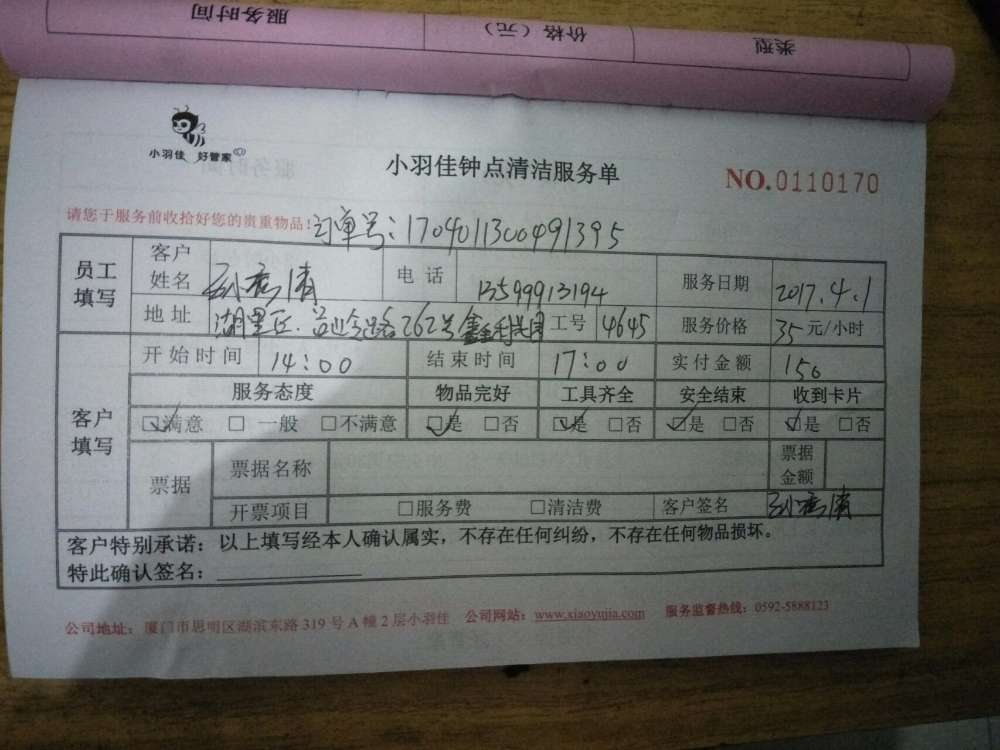 服务时间 价格（元） 类型
小羽佳 好管家
小羽佳钟点清洁服务单
NO.0110170
请您于服务前收拾好您的贵重物品！订单号：170401300491395
员工填写 客户姓名 电话 13599913194 服务日期 2017.4.1
地址 湖里区 262号 工号 4645 服务价格 35 元/小时
客户填写 开始时间 14:00 结束时间 17:00 实付金额 150
服务态度 物品完好 工具齐全 安全结束 收到卡片
☑满意 □一般 □不满意 ☑是 □否 ☑是 □否 ☑是 □否 ☑是 □否
票据 票据名称 票据金额
开票项目 □服务费 □清洁费 客户签名
客户特别承诺：以上填写经本人确认属实，不存在任何纠纷，不存在任何物品损坏。
特此确认签名：
公司地址：厦门市思明区湖滨东路 319 号 A 幢 2 层小羽佳 公司网站：www.xiaoyujia.com 服务监督热线：0592-5888123